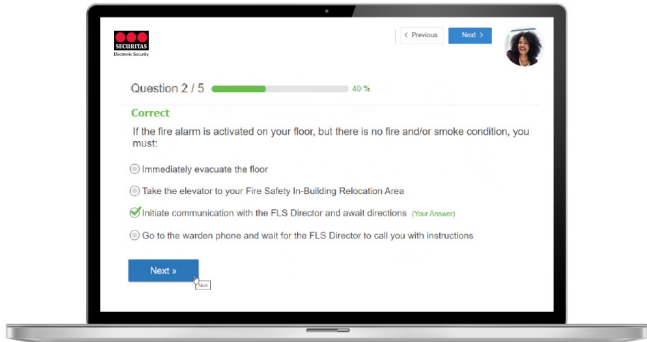 SECURITAS
Electronic Security
Previous
Next
Question 2 / 5
40 %
Correct
If the fire alarm is activated on your floor, but there is no fire and/or smoke condition, you
must:
Immediately evacuate the floor
Take the elevator to your Fire Safety In-Building Relocation Area
Initiate communication with the FLS Director and await directions (Your Answer)
Go to the warden phone and wait for the FLS Director to call you with instructions
Next »
Next